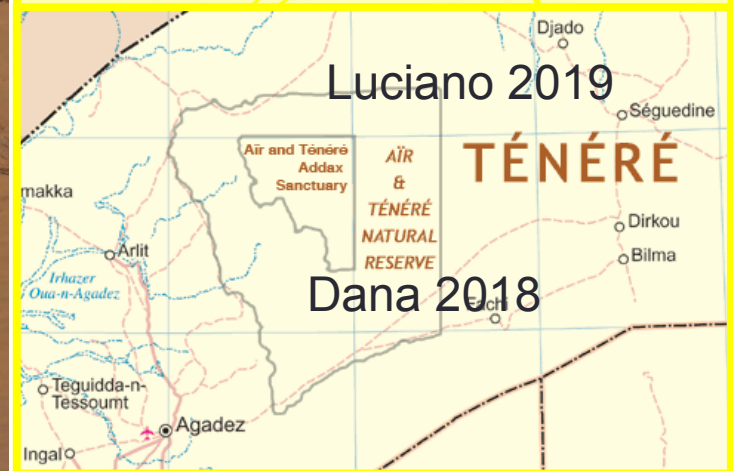 Djado
Luciano 2019
Séguedine
Aïr and Ténéré
Addax
Sanctuary
AÏR
&
TÉNÉRÉ
NATURAL
RESERVE
TÉNÉRÉ
makka
Arlit
Dirkou
Bilma
Irhazer
Oua-n-Agadez
Dana 2018
Fachi
Teguidda-n-
Tessoumt
Agadez
Ingal